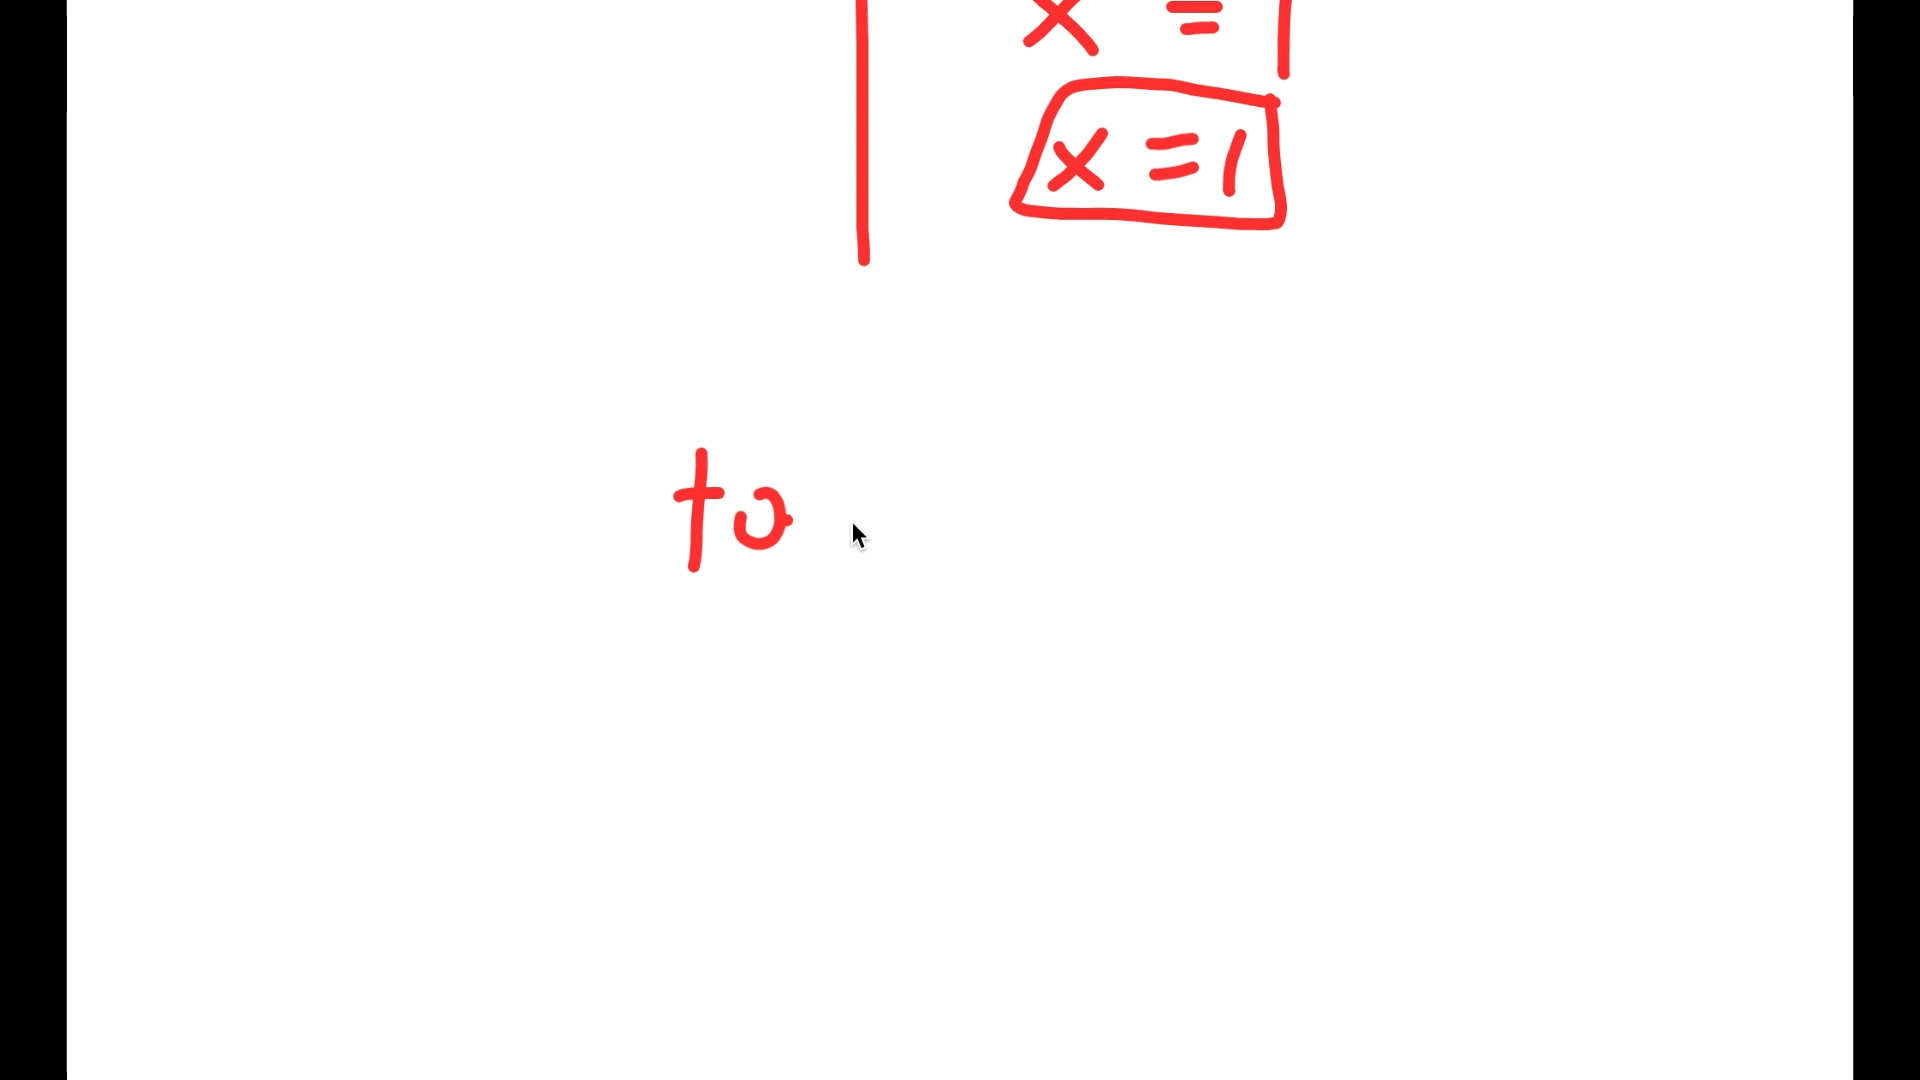 x = 1
x = 1
to